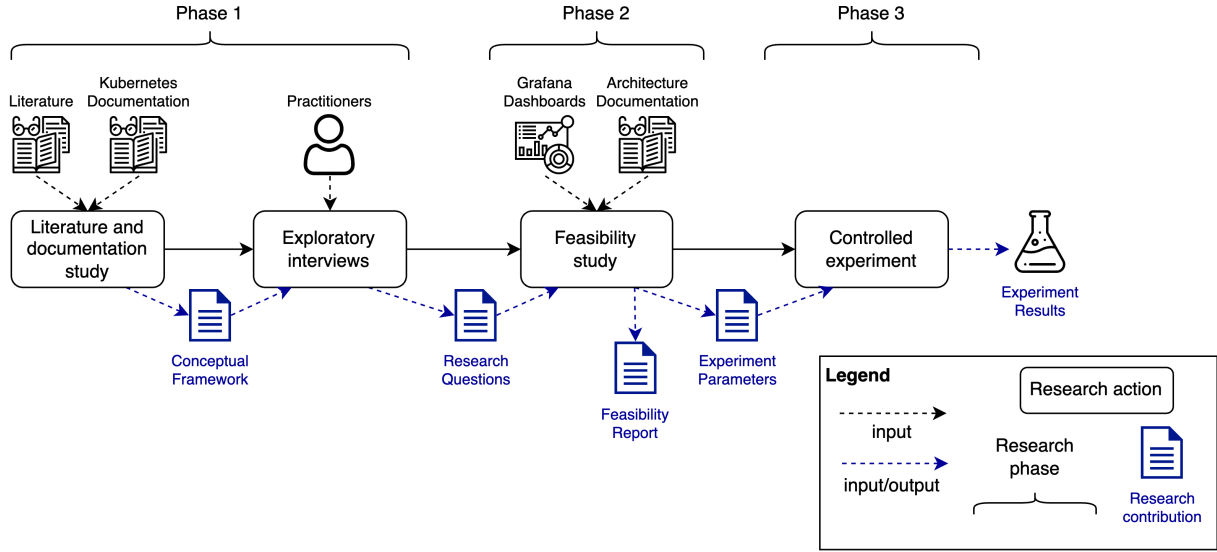 Phase 1
Phase 2
Phase 3
Literature
Kubernetes
Documentation
Practitioners
Grafana
Dashboards
Architecture
Documentation
Literature and
documentation
study
Exploratory
interviews
Feasibility
study
Controlled
experiment
Experiment
Results
Conceptual
Framework
Research
Questions
Feasibility
Report
Experiment
Parameters
Legend
Research action
input
input/output
Research
phase
Research
contribution